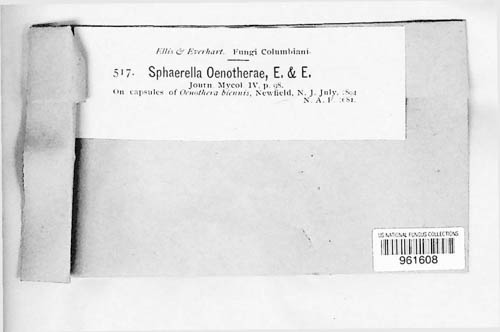 Ellis & Everhart. Fungi Columbiani.
517. Sphaerella Oenotherae, E. & E.
Journ. Mycol. IV, p. 98.
On capsules of Oenothera biennis, Newfield, N. J. July,
N. A. F.
US NATIONAL FUNGUS COLLECTIONS
961608